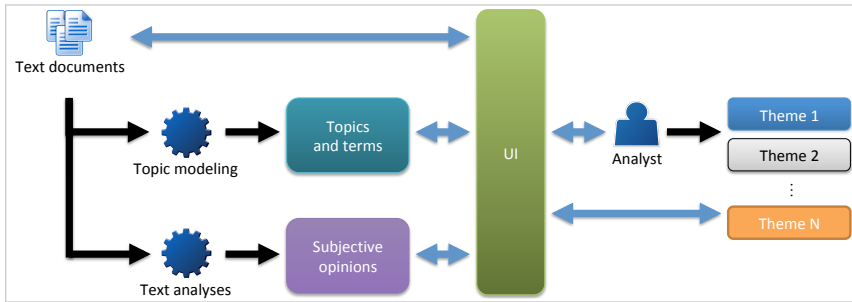 Text documents
Topic modeling
Topics
and terms
Text analyses
Subjective
opinions
UI
Analyst
Theme 1
Theme 2
...
Theme N